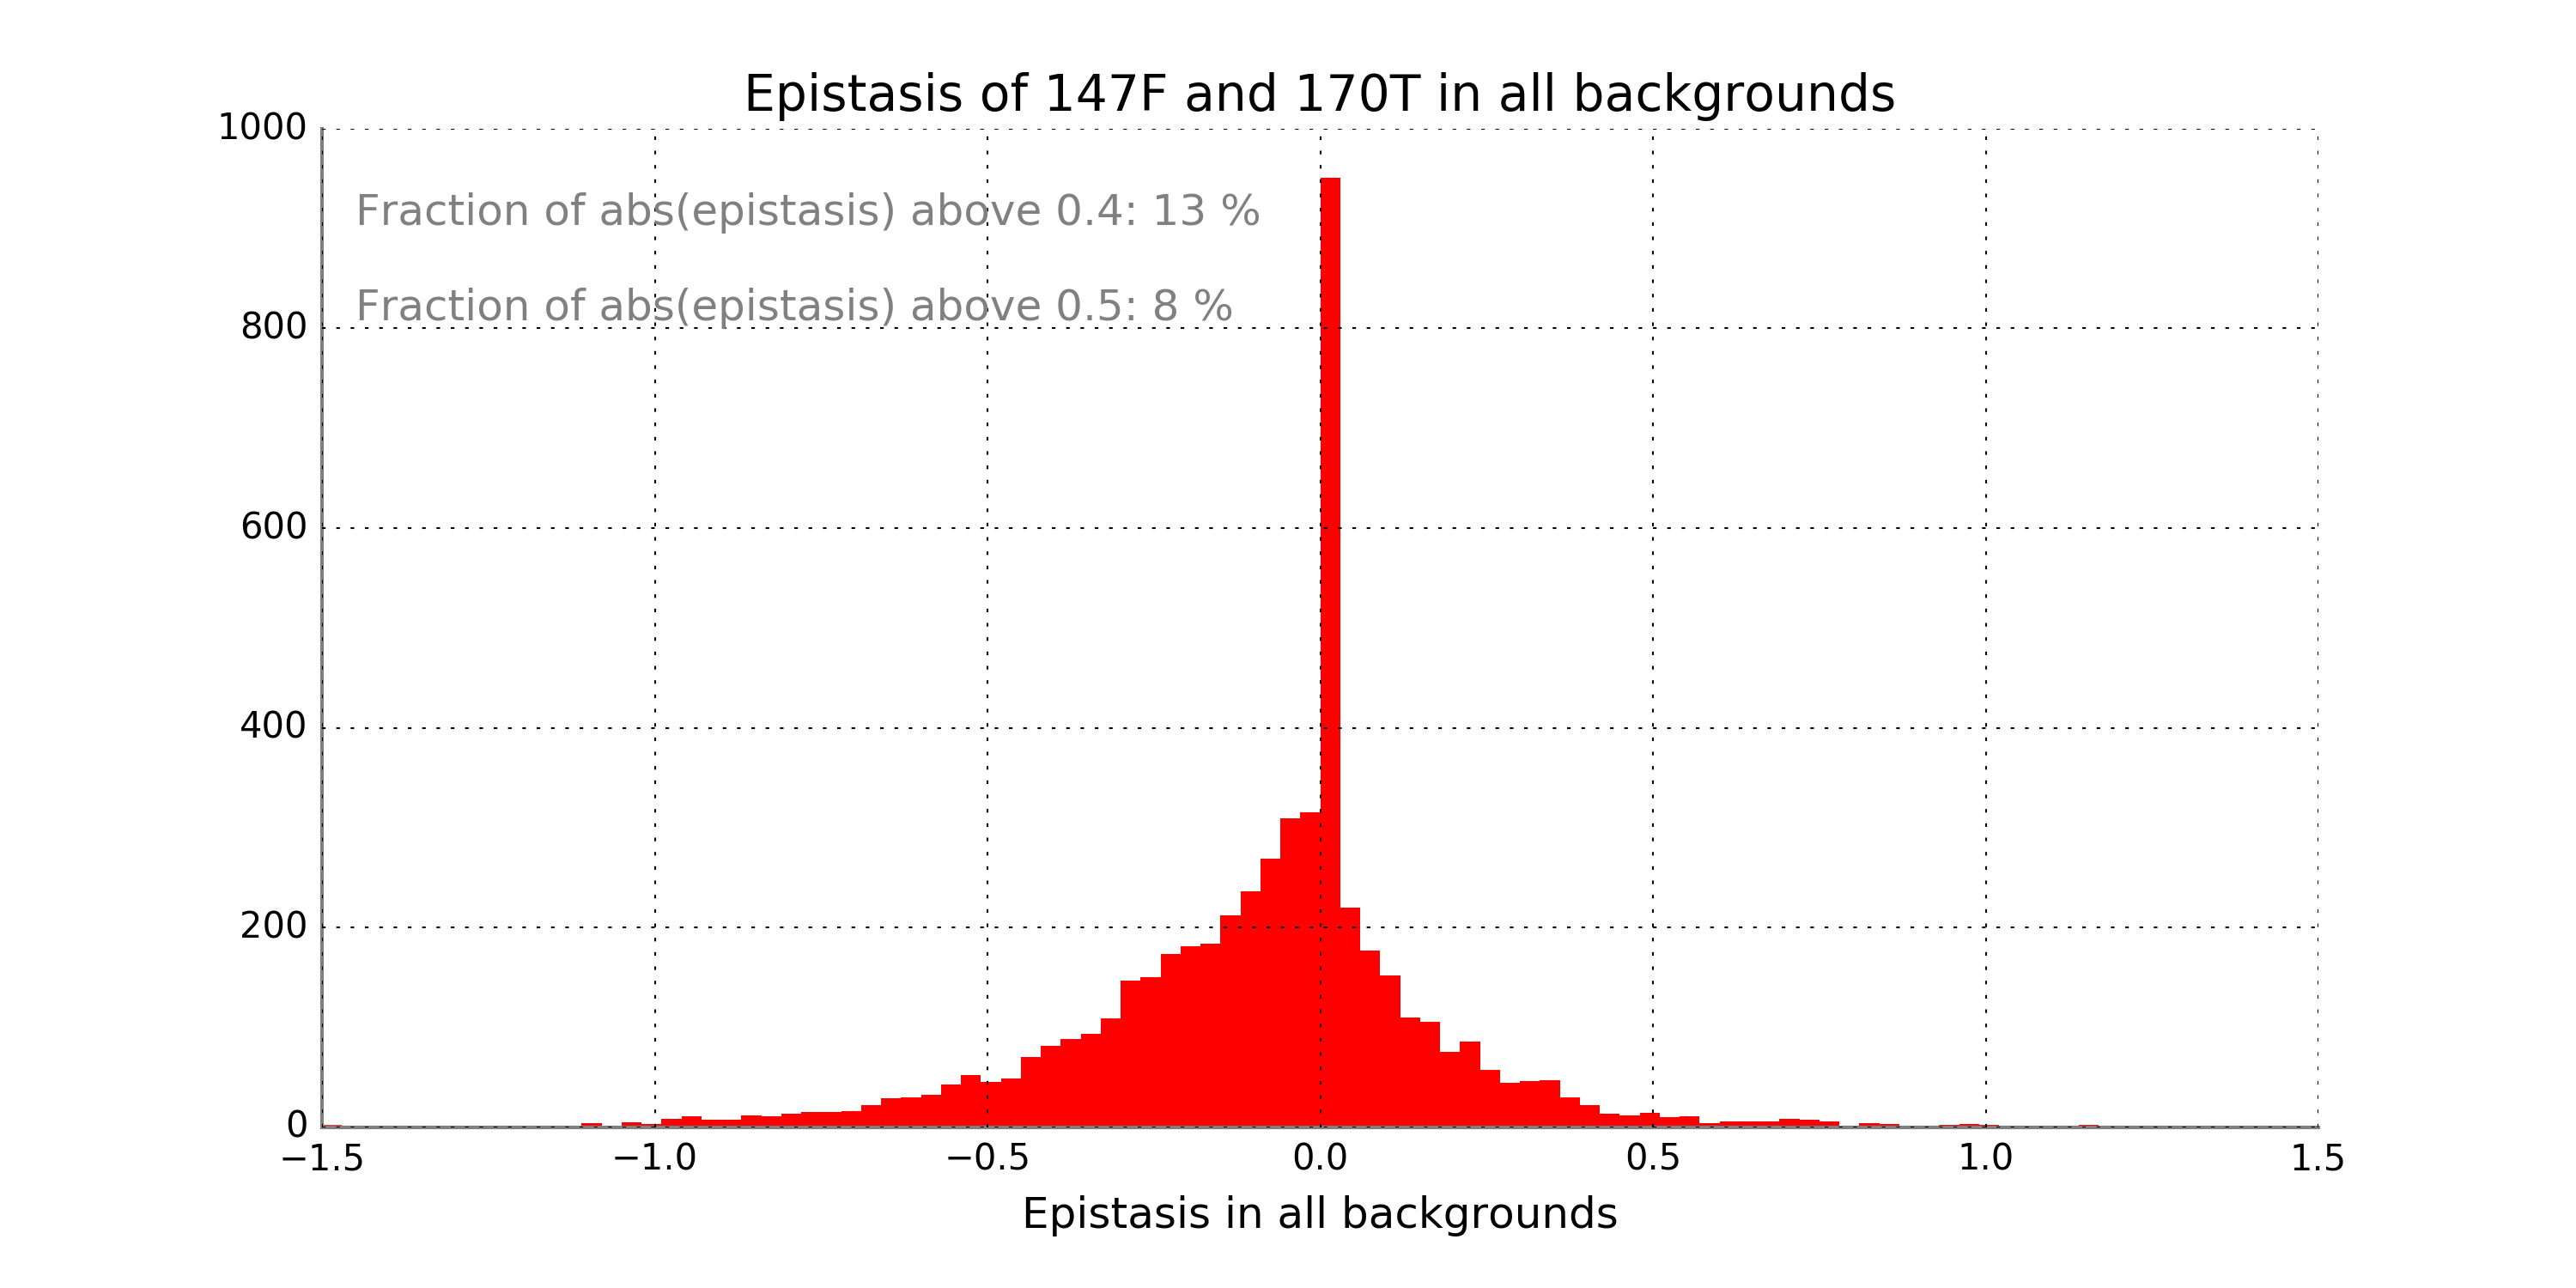 Epistasis of 147F and 170T in all backgrounds
1000
Fraction of abs(epistasis) above 0.4: 13 %
Fraction of abs(epistasis) above 0.5: 8 %
800
600
400
200
0
−1.5 −1.0 −0.5 0.0 0.5 1.0 1.5
Epistasis in all backgrounds